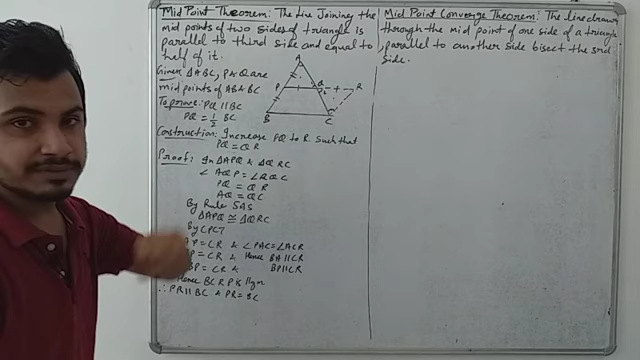 Mid Point Theorem: The Line Joining the
mid points of two sides of triangle is
parallel to third side and equal to
half of it.
Given: ΔABC, P & Q are
mid points of AB & BC
To prove: PQ || BC
PQ = 1/2 BC
A
P
Q
R
B
C
Construction: Increase PQ to R. Such that
PQ = QR
Proof: In ΔAPQ & ΔQRC
∠AQP = ∠RQC
PQ = QR
AQ = QC
By Rule SAS
ΔAPQ ≅ ΔQRC
By CPCT
AP = CR & ∠PAC = ∠ACR
= CR & Hence BA || CR
BP = CR & BP || CR
Hence BCRP is ||gm
∴ PR || BC & PR = BC
Mid Point Converge Theorem: The line drawn
through the mid point of one side of a triangle
parallel to another side bisect the 3rd
side.